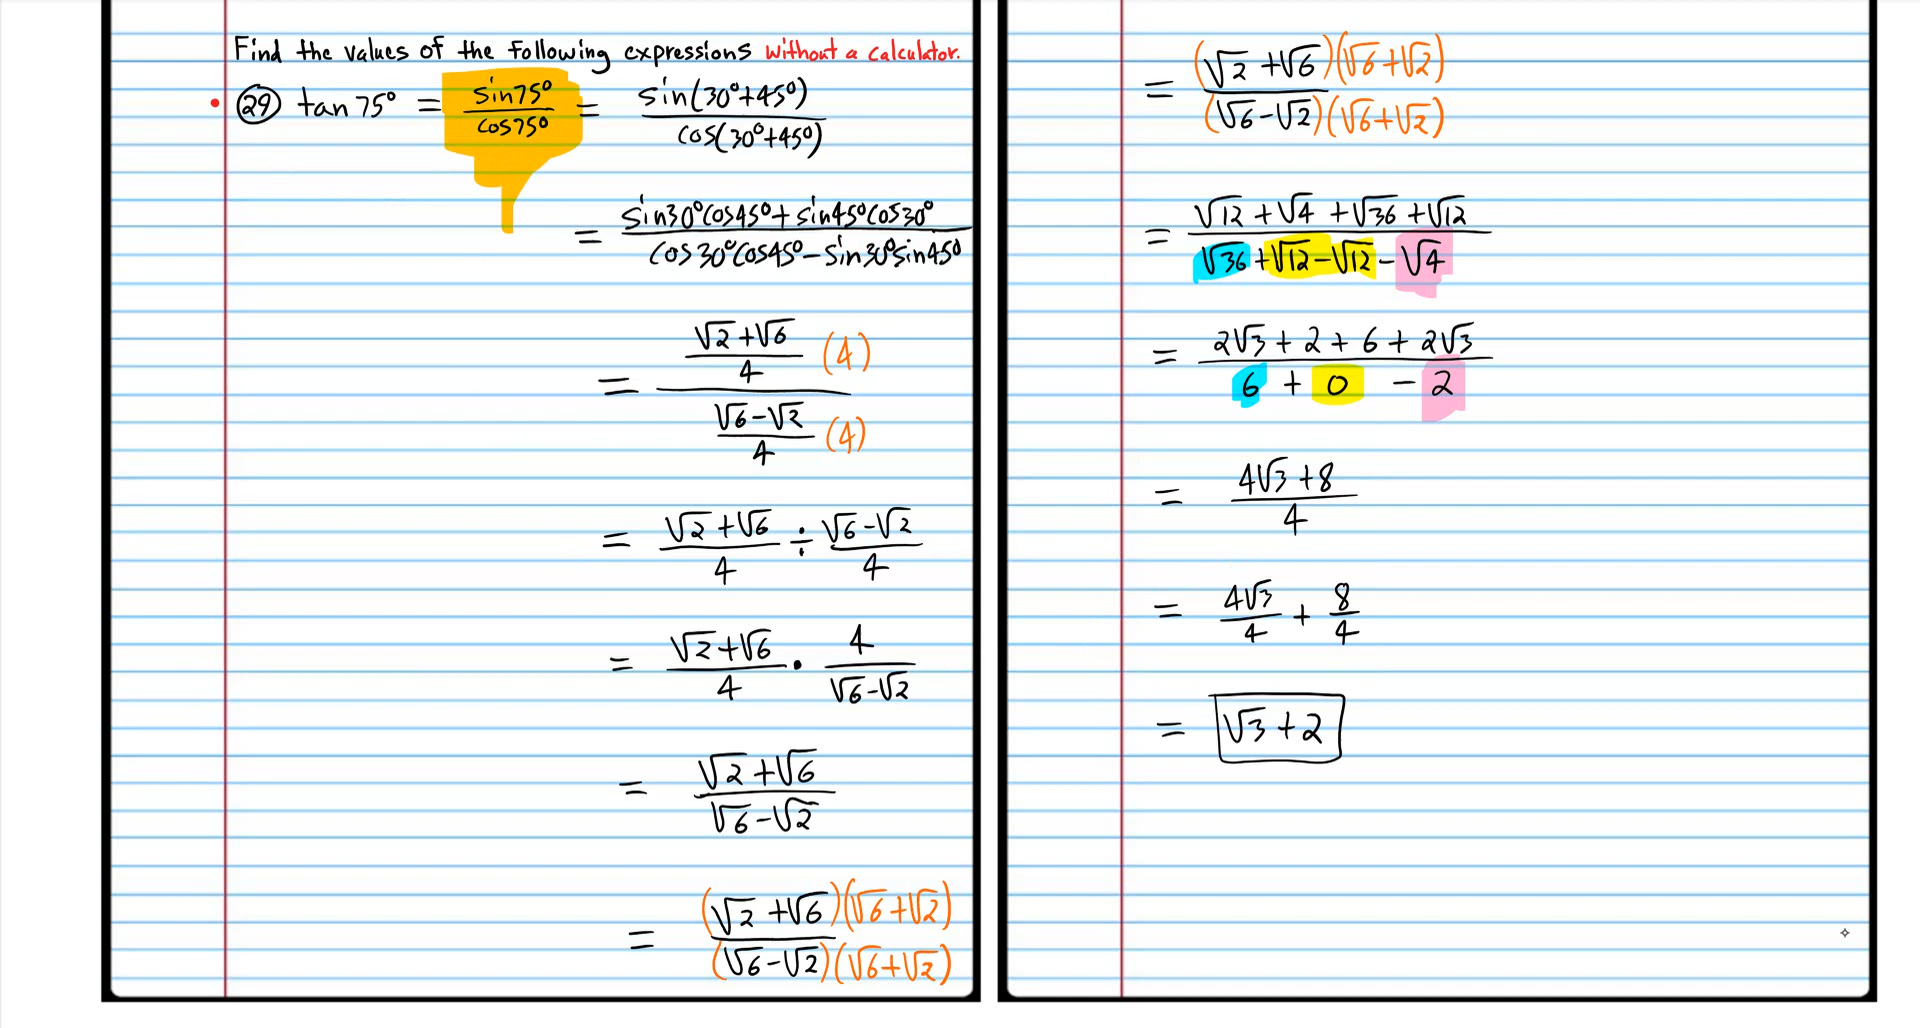 Find the values of the following expressions without a calculator.
• 29 tan 75° = sin75°/cos75° = sin(30°+45°)/cos(30°+45°)
= (sin30°cos45°+sin45°cos30°)/(cos30°cos45°-sin30°sin45°)
= ((√2+√6)/4 (4))/((√6-√2)/4 (4))
= (√2+√6)/4 ÷ (√6-√2)/4
= (√2+√6)/4 · 4/(√6-√2)
= (√2+√6)/(√6-√2)
= (√2+√6)(√6+√2)/(√6-√2)(√6+√2)
= (√2+√6)(√6+√2)/(√6-√2)(√6+√2)
= (√12+√4+√36+√12)/(√36+√12-√12-√4)
= (2√3+2+6+2√3)/(6+0-2)
= (4√3+8)/4
= 4√3/4 + 8/4
= √3+2